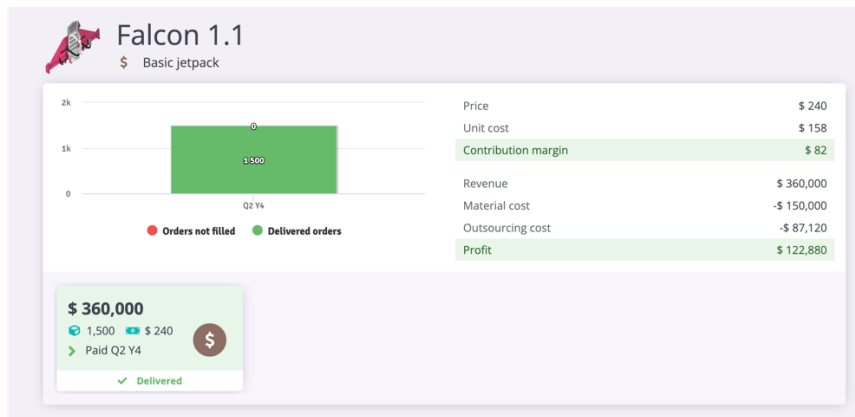 Falcon 1.1
$ Basic jetpack
2k
1k
0
0
1 500
Q2 Y4
Orders not filled Delivered orders
Price $ 240
Unit cost $ 158
Contribution margin $ 82
Revenue $ 360,000
Material cost -$ 150,000
Outsourcing cost -$ 87,120
Profit $ 122,880
$ 360,000
1,500 $ 240
$
Paid Q2 Y4
Delivered